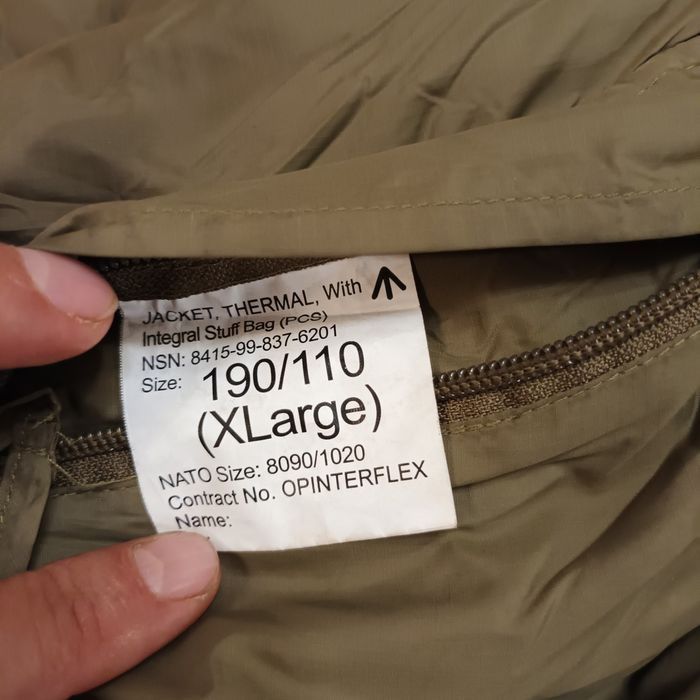 JACKET, THERMAL, With
Integral Stuff Bag (PCS)
NSN: 8415-99-837-6201
Size: 190/110
(XLarge)
NATO Size: 8090/1020
Contract No. OPINTERFLEX
Name: